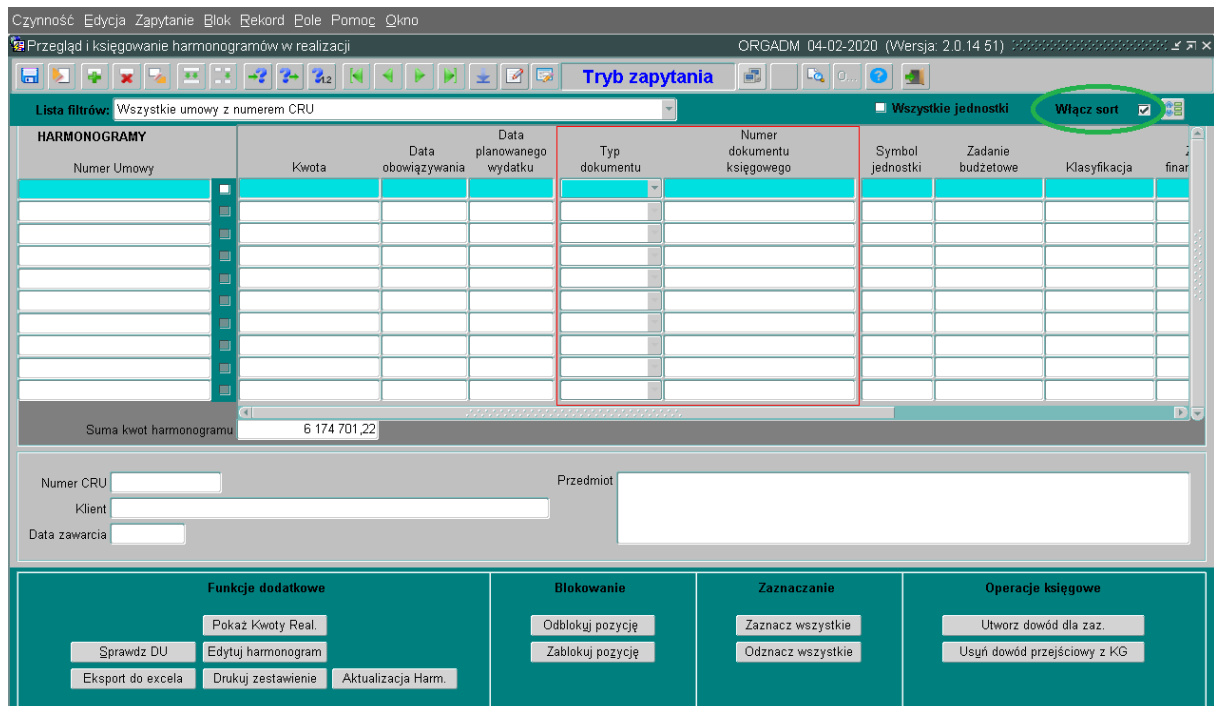 Czynność Edycja Zapytanie Blok Rekord Pole Pomoc Okno
Przegląd i księgowanie harmonogramów w realizacji ORGADM 04-02-2020 (Wersja: 2.0.14 51)
Tryb zapytania
Lista filtrów: Wszystkie umowy z numerem CRU Wszystkie jednostki Włącz sort
HARMONOGRAMY
Numer Umowy
Kwota
Data
obowiązywania
Data
planowanego
wydatku
Typ
dokumentu
Numer
dokumentu
księgowego
Symbol
jednostki
Zadanie
budżetowe
Klasyfikacja
finar
Suma kwot harmonogramu 6 174 701,22
Numer CRU
Klient
Data zawarcia
Przedmiot
Funkcje dodatkowe
Pokaż Kwoty Real.
Sprawdz DU Edytuj harmonogram
Eksport do excela Drukuj zestawienie Aktualizacja Harm.
Blokowanie
Odblokuj pozycję
Zablokuj pozycję
Zaznaczanie
Zaznacz wszystkie
Odznacz wszystkie
Operacje księgowe
Utworz dowód dla zaz.
Usuń dowód przejściowy z KG